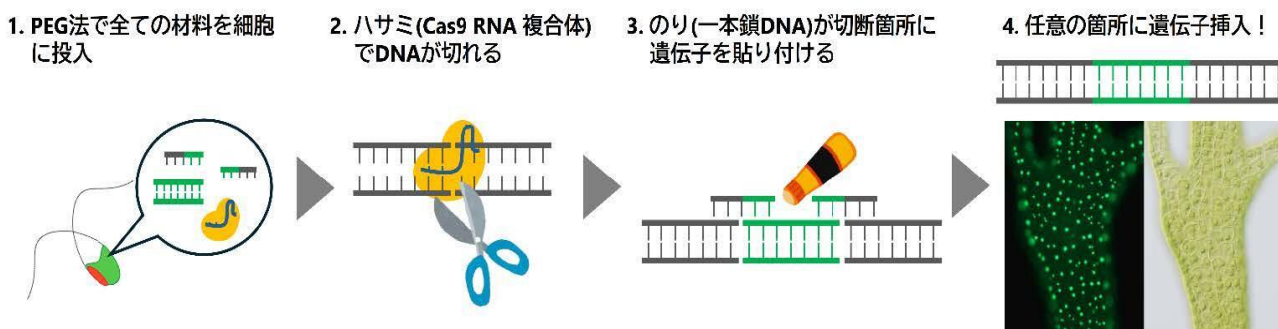 1. PEG法で全ての材料を細胞
に投入
2. ハサミ(Cas9 RNA 複合体)
でDNAが切れる
3. のり(一本鎖DNA)が切断箇所に
遺伝子を貼り付ける
4. 任意の箇所に遺伝子挿入！